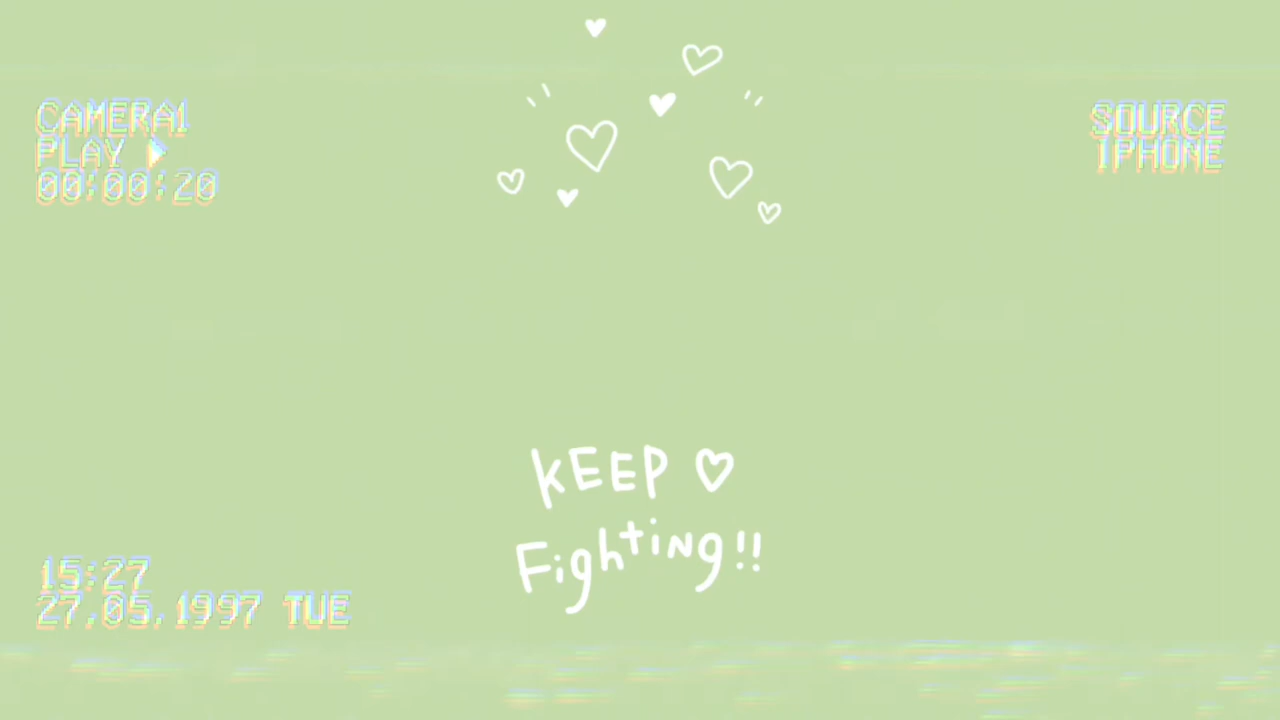 CAMERA1
PLAY
00:00:20
SOURCE
IPHONE
KEEP
Fighting!!
15:27
27.05.1997 TUE